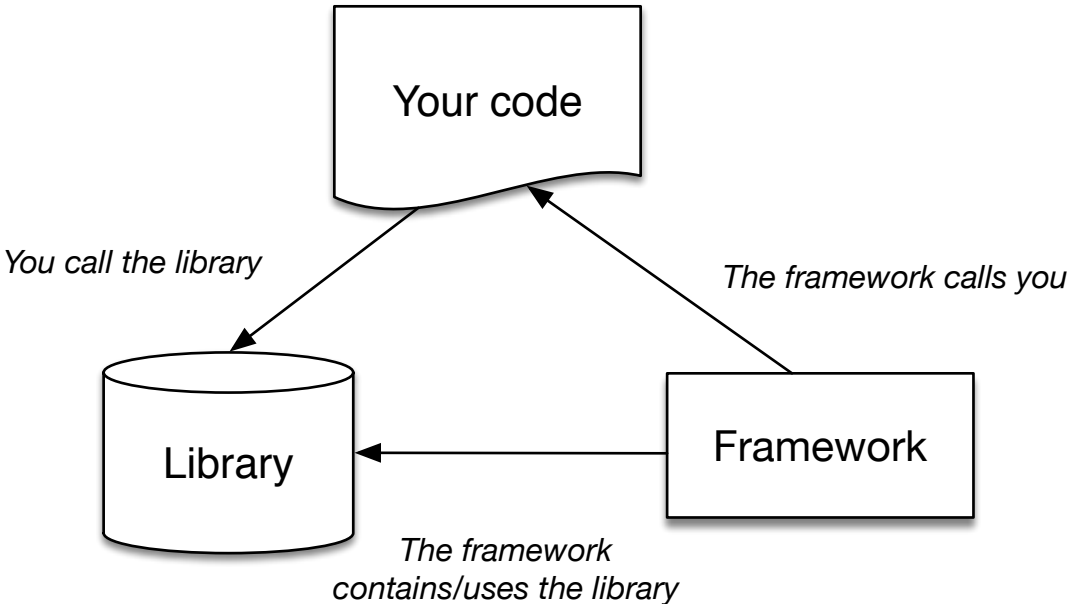 Your code
You call the library
The framework calls you
Library
Framework
The framework
contains/uses the library